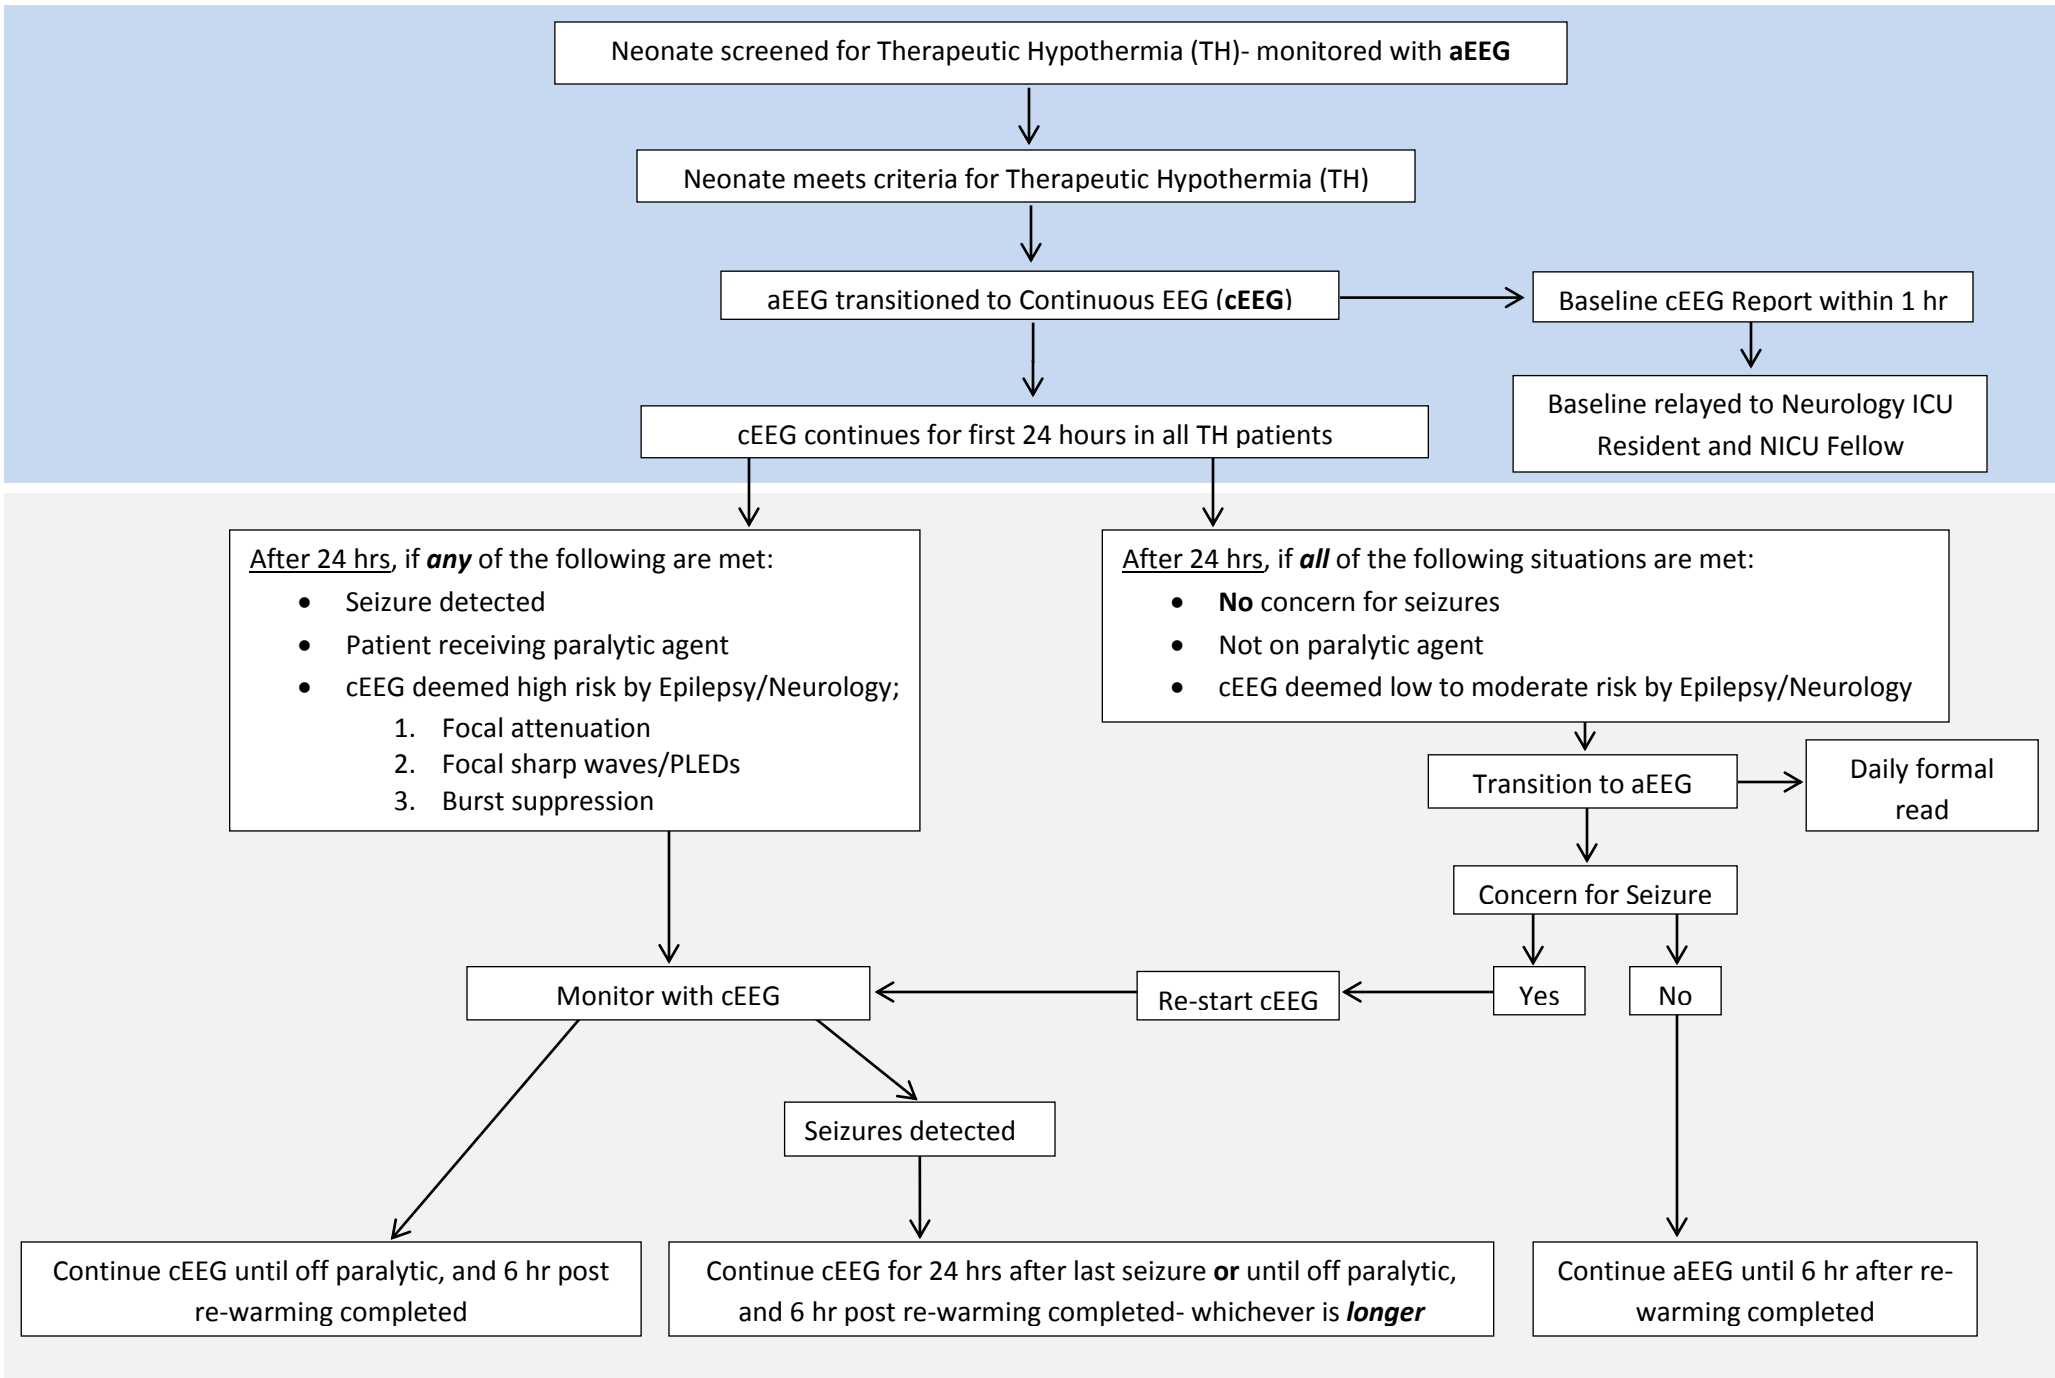 Neonate screened for Therapeutic Hypothermia (TH)- monitored with aEEG
Neonate meets criteria for Therapeutic Hypothermia (TH)
aEEG transitioned to Continuous EEG (cEEG)
Baseline cEEG Report within 1 hr
Baseline relayed to Neurology ICU
Resident and NICU Fellow
cEEG continues for first 24 hours in all TH patients
After 24 hrs, if any of the following are met:
• Seizure detected
• Patient receiving paralytic agent
• cEEG deemed high risk by Epilepsy/Neurology;
1. Focal attenuation
2. Focal sharp waves/PLEDs
3. Burst suppression
After 24 hrs, if all of the following situations are met:
• No concern for seizures
• Not on paralytic agent
• cEEG deemed low to moderate risk by Epilepsy/Neurology
Transition to aEEG
Daily formal
read
Concern for Seizure
Monitor with cEEG
Re-start cEEG
Yes
No
Seizures detected
Continue cEEG until off paralytic, and 6 hr post
re-warming completed
Continue cEEG for 24 hrs after last seizure or until off paralytic,
and 6 hr post re-warming completed- whichever is longer
Continue aEEG until 6 hr after re-
warming completed